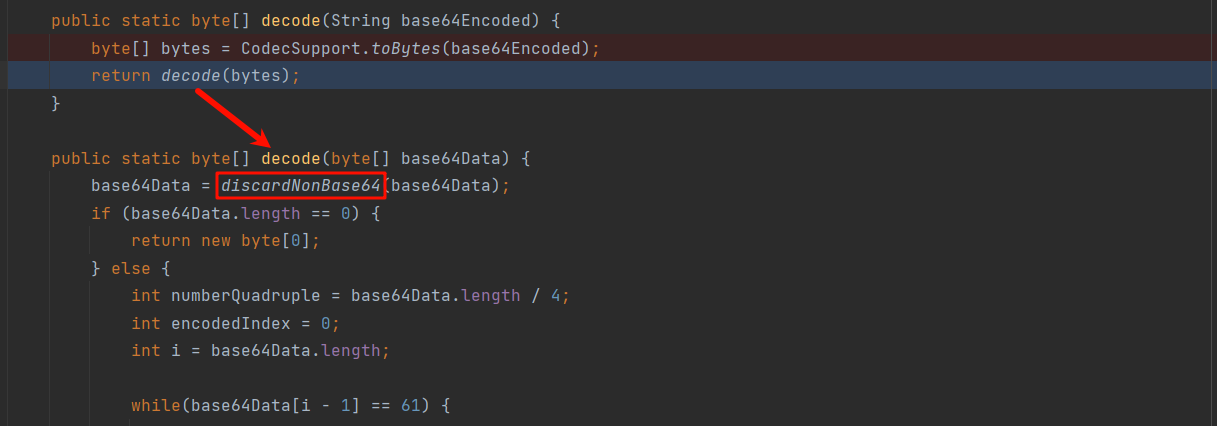 public static byte[] decode(String base64Encoded) {
    byte[] bytes = CodecSupport.toBytes(base64Encoded);
    return decode(bytes);
}
public static byte[] decode(byte[] base64Data) {
    base64Data = discardNonBase64(base64Data);
    if (base64Data.length == 0) {
        return new byte[0];
    } else {
        int numberQuadruple = base64Data.length / 4;
        int encodedIndex = 0;
        int i = base64Data.length;
        while(base64Data[i - 1] == 61) {